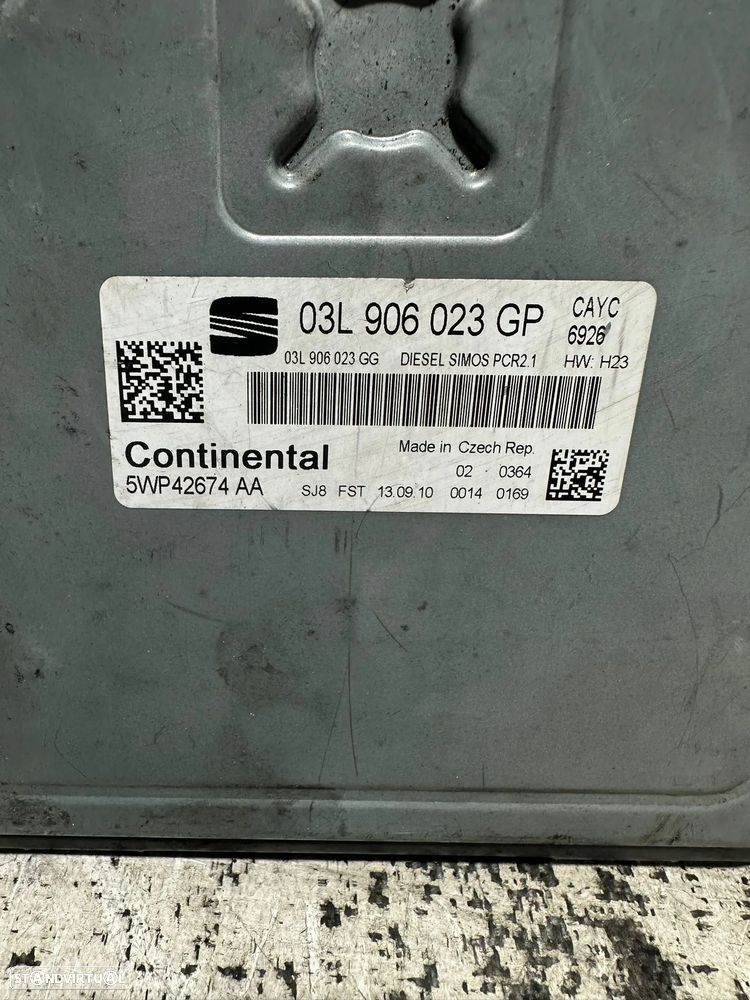 03L 906 023 GP
CAYC
6926
03L 906 023 GG DIESEL SIMOS PCR2.1 HW: H23
Continental
Made in Czech Rep.
02 0364
5WP42674 AA
SJ8 FST 13.09.10 0014 0169
STANDVIRTUAL